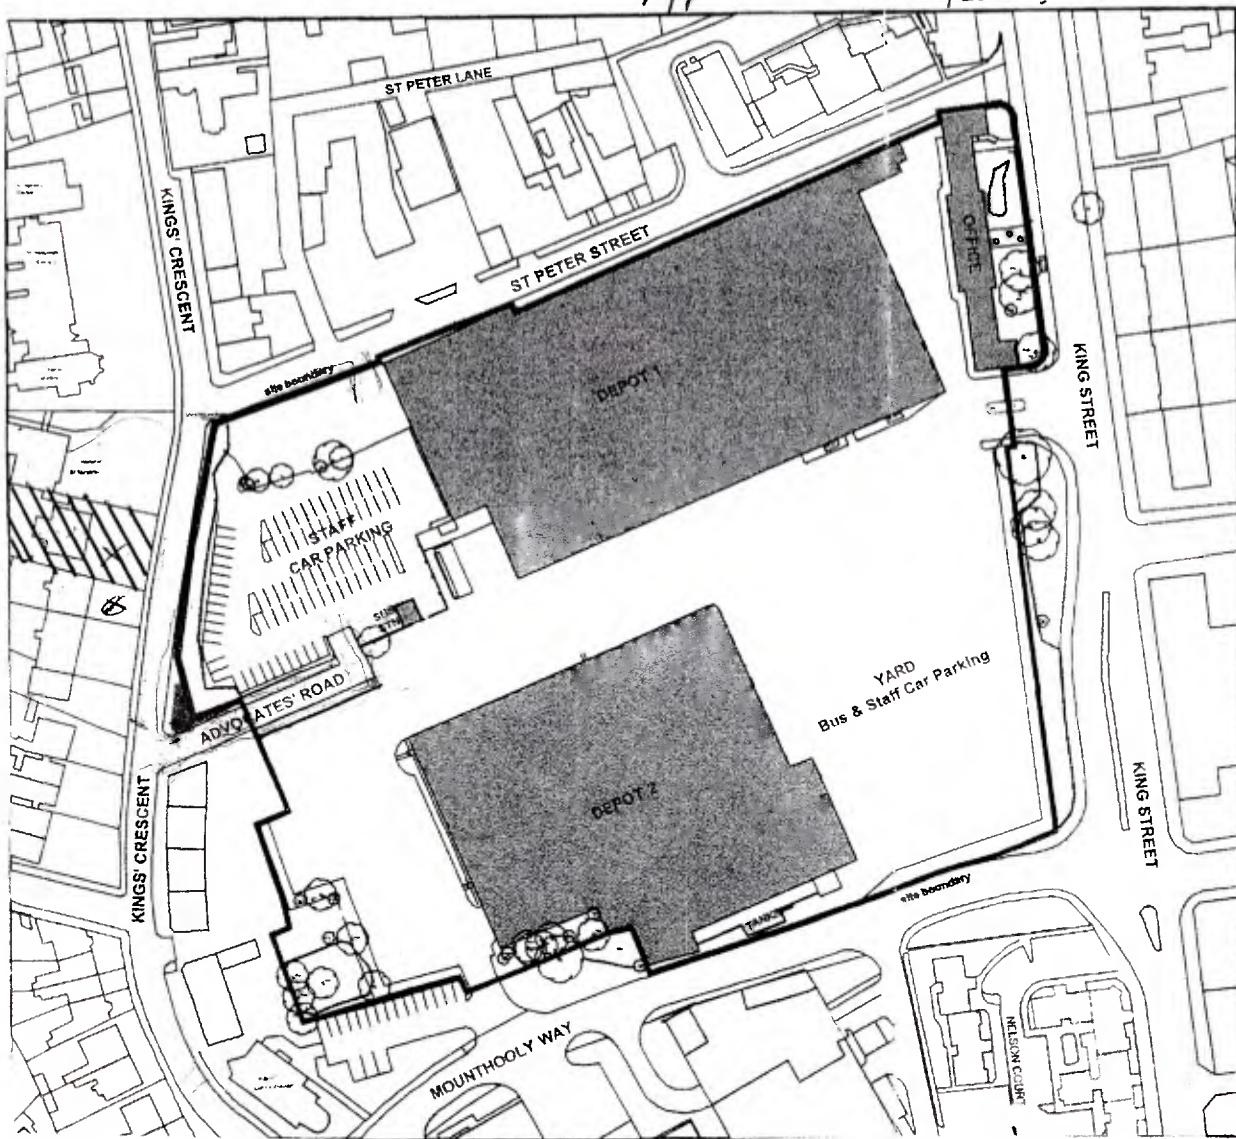 ST PETER LANE
KINGS' CRESCENT
ST PETER STREET
OFFICE
KING STREET
site boundary
DEPOT 1
STAFF
CAR PARKING
ADVOCATES' ROAD
YARD
Bus & Staff Car Parking
DEPOT 2
KINGS' CRESCENT
KING STREET
site boundary
TANK
MOUNTHOOLY WAY
NELSON COURT